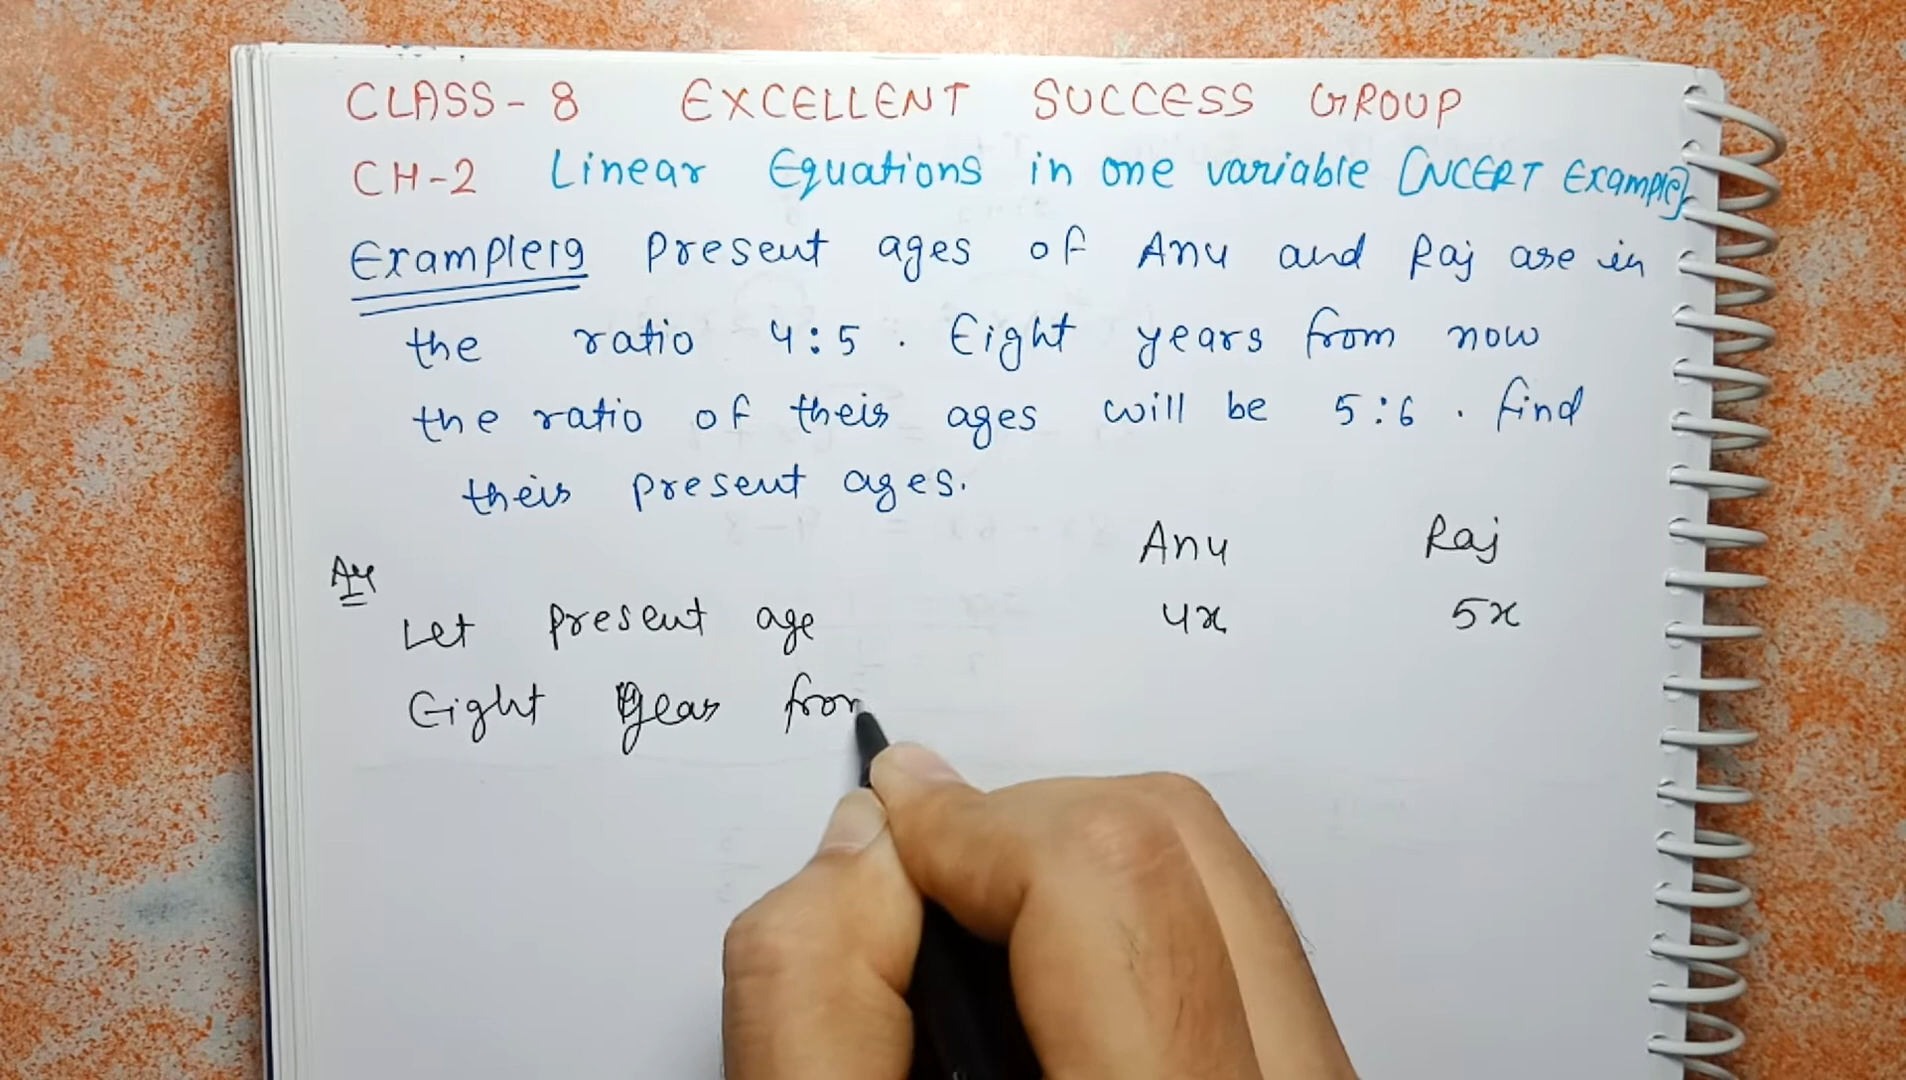 CLASS-8 EXCELLENT SUCCESS GROUP
CH-2 Linear Equations in one variable [NCERT Example]
Example19 Present ages of Anu and Raj are in
the ratio 4:5. Eight years from now
the ratio of their ages will be 5:6. find
their present ages.
Anu Raj
Let present age 4x 5x
Eight year from